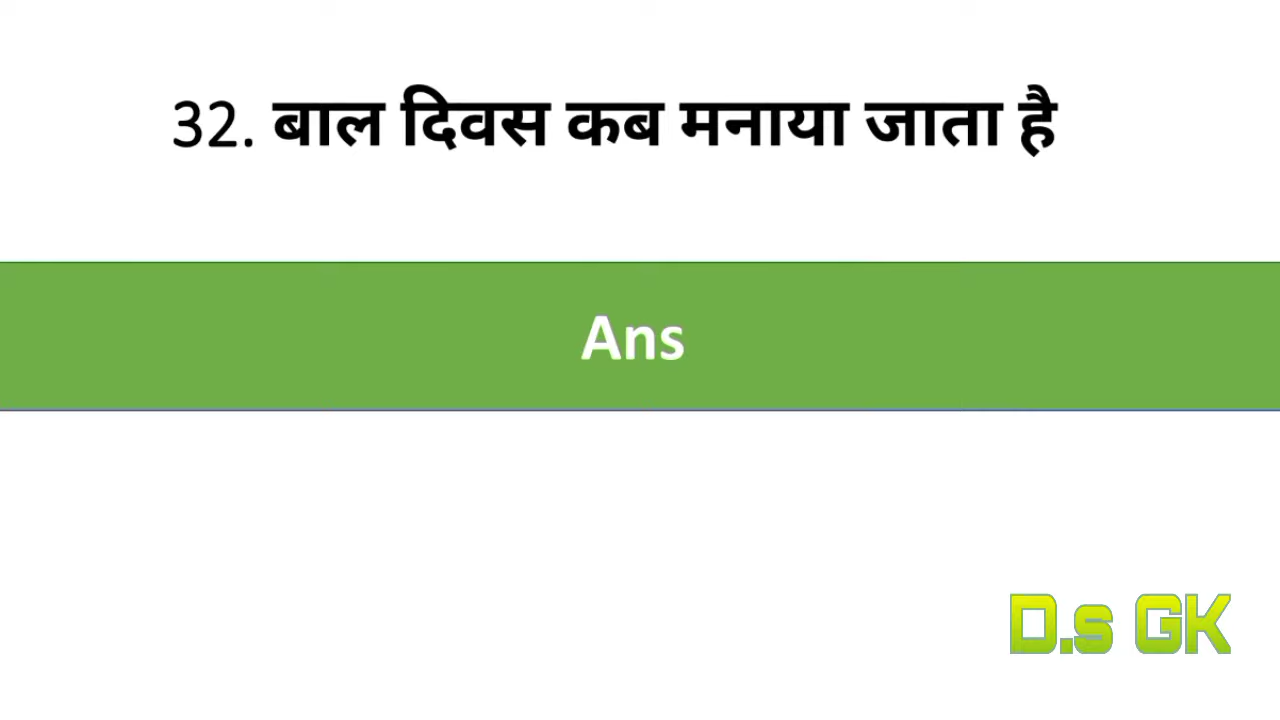 32. बाल दिवस कब मनाया जाता है
Ans
D.s GK